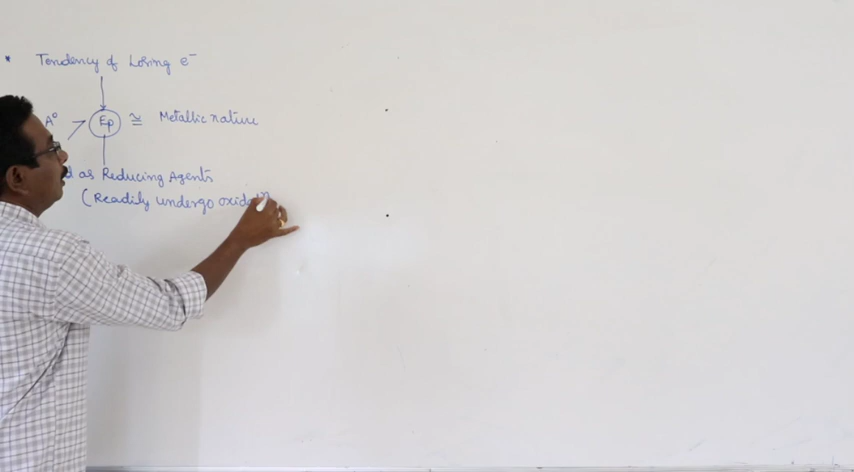 * Tendency of Losing e⁻
A° Ep ≅ Metallic nature
as Reducing Agents
(Readily undergo